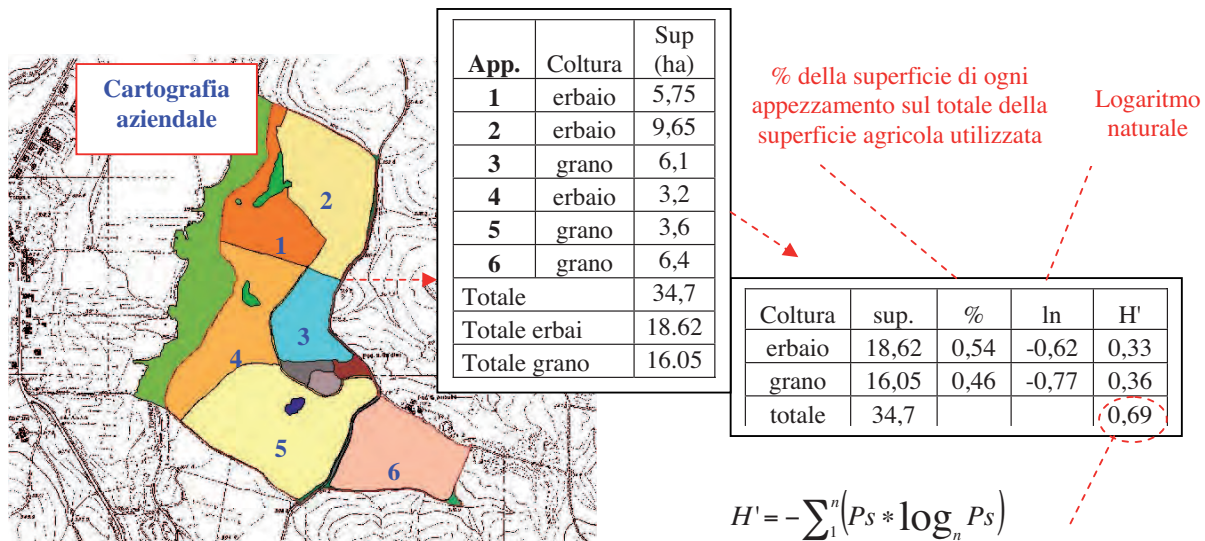 Cartografia
aziendale
2
1
3
4
5
6
App. Coltura Sup (ha)
1 erbaio 5,75
2 erbaio 9,65
3 grano 6,1
4 erbaio 3,2
5 grano 3,6
6 grano 6,4
Totale 34,7
Totale erbai 18.62
Totale grano 16.05
% della superficie di ogni
appezzamento sul totale della
superficie agricola utilizzata
Logaritmo
naturale
Coltura sup. % ln H'
erbaio 18,62 0,54 -0,62 0,33
grano 16,05 0,46 -0,77 0,36
totale 34,7 0,69
H' = -∑₁ⁿ(Ps * logₙ Ps)